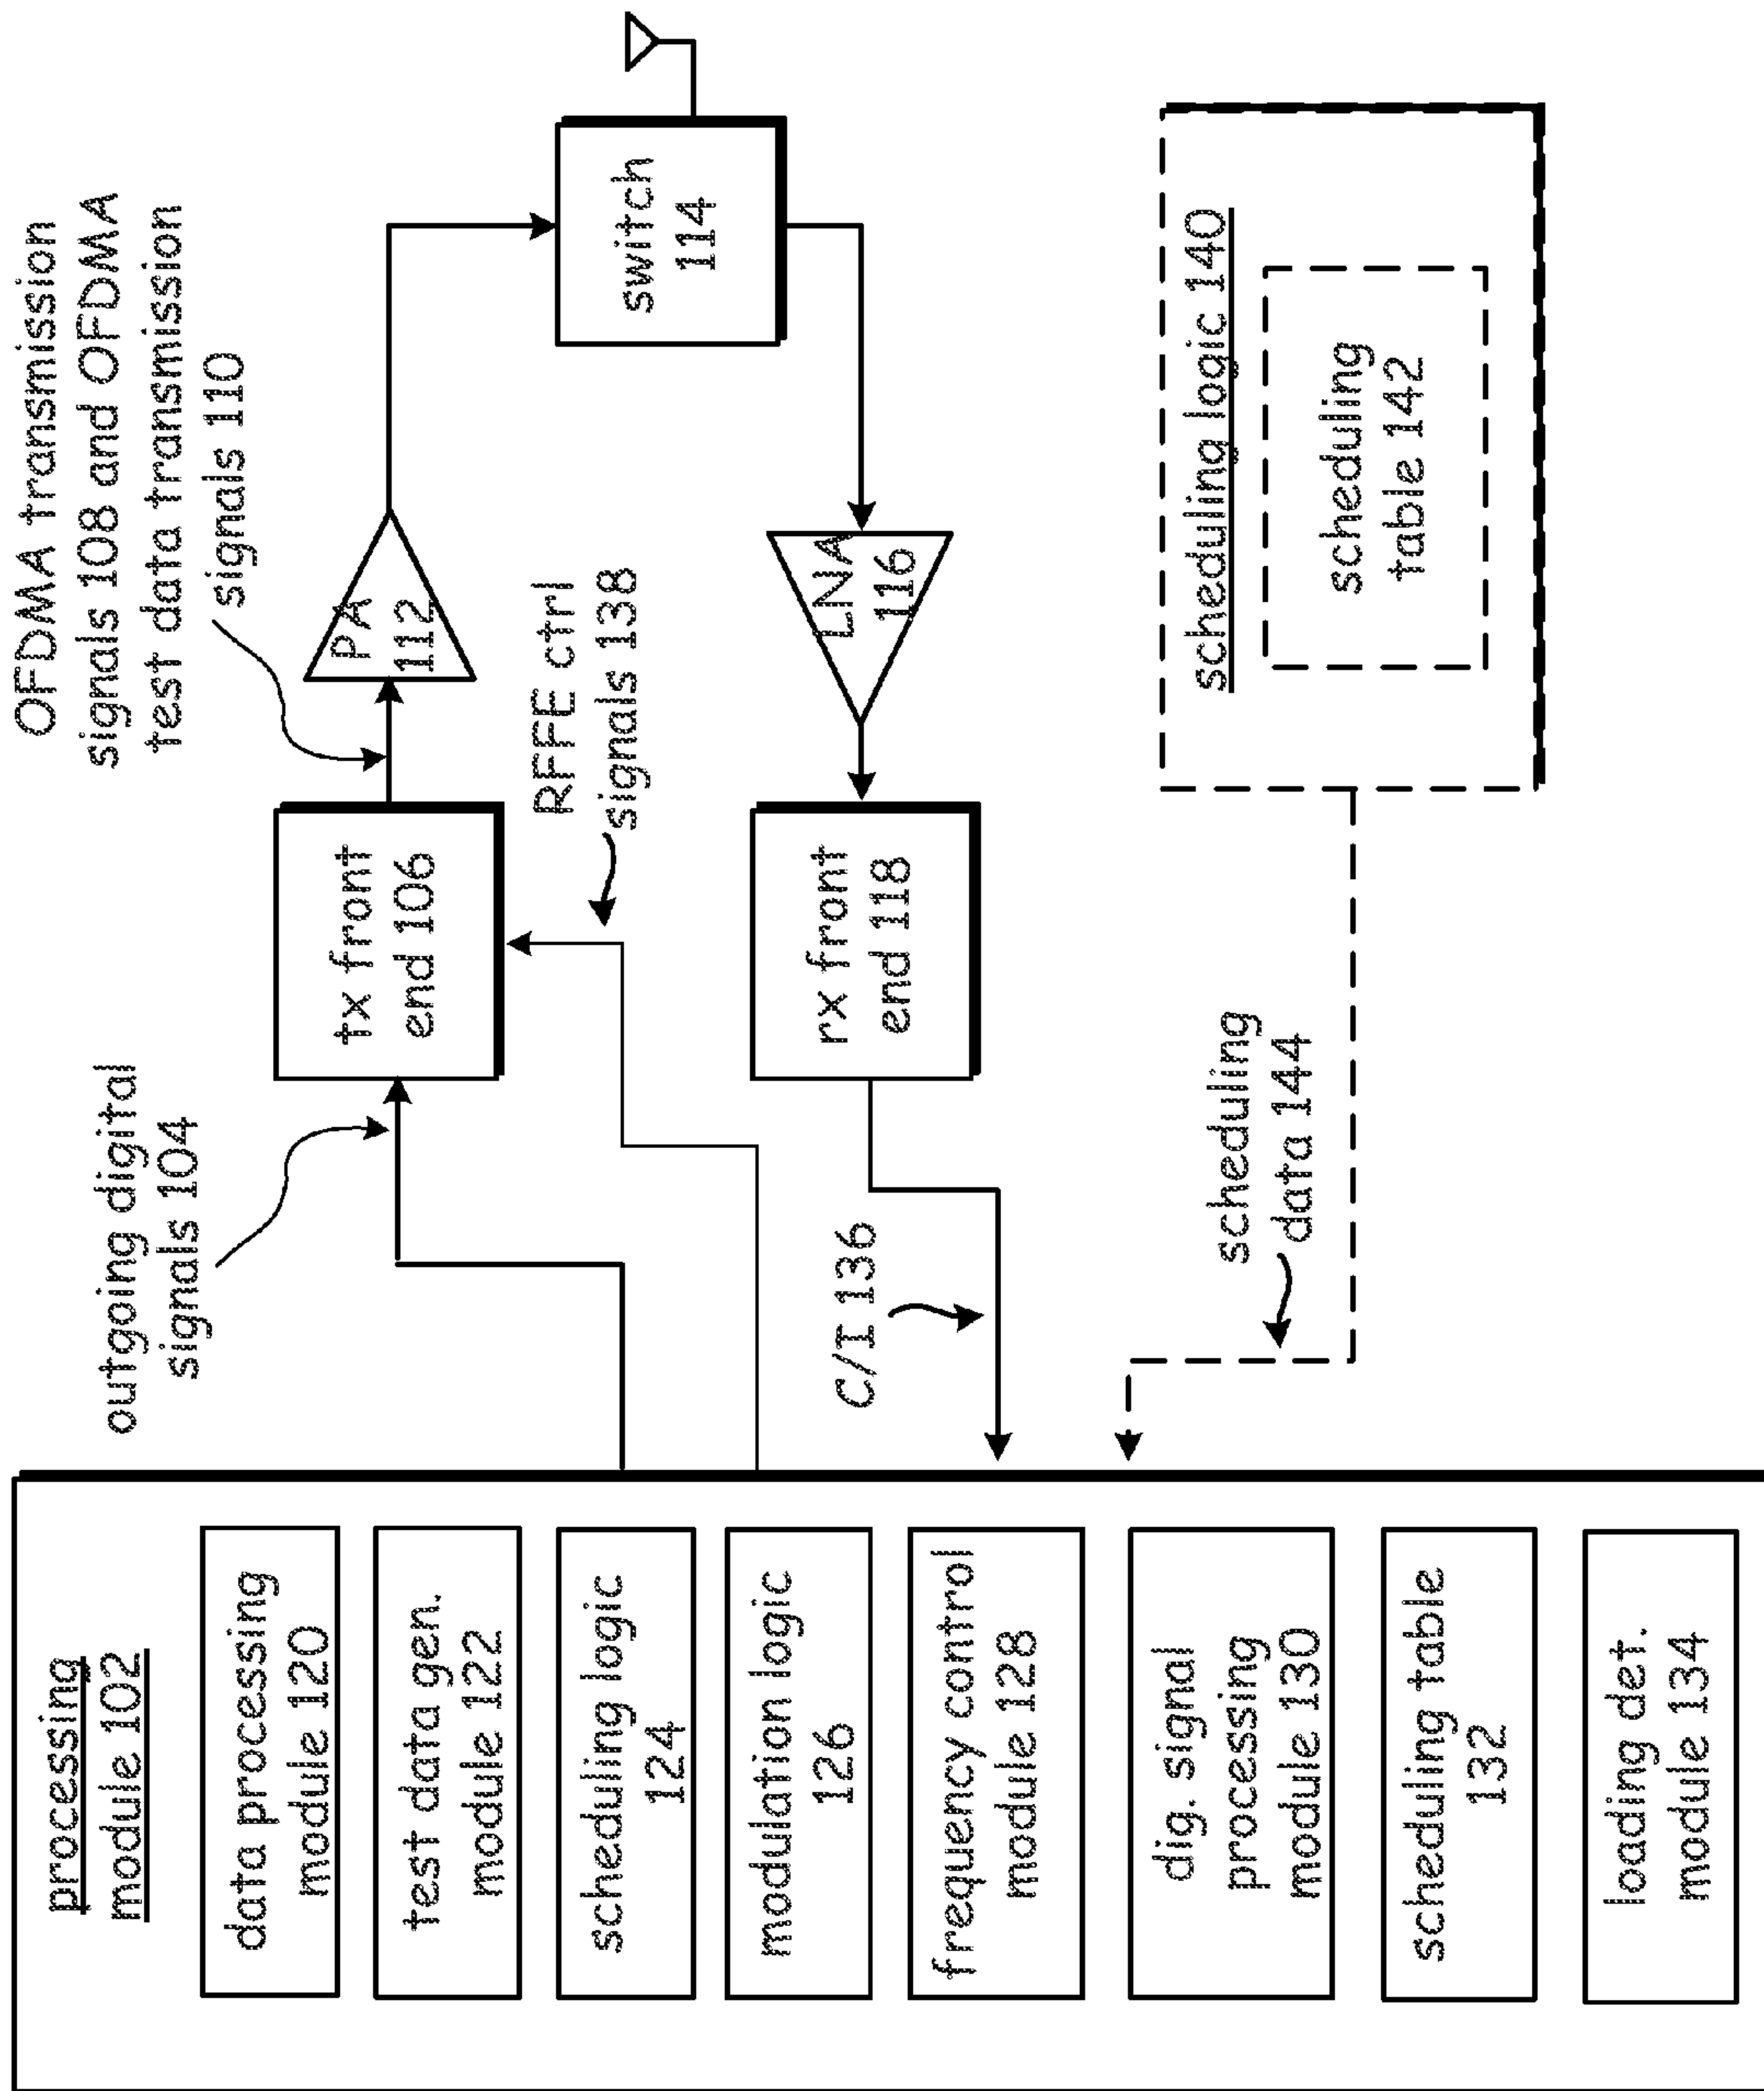 processing
module 102
data processing
module 120
test data gen.
module 122
scheduling logic
124
modulation logic
126
frequency control
module 128
dig. signal
processing
module 130
scheduling table
132
loading det.
module 134
outgoing digital
signals 104
tx front
end 106
OFDMA transmission
signals 108 and OFDMA
test data transmission
signals 110
PA
112
RFFE ctrl
signals 138
switch
114
LNA
116
rx front
end 118
C/I 136
scheduling
data 144
scheduling logic 140
scheduling
table 142